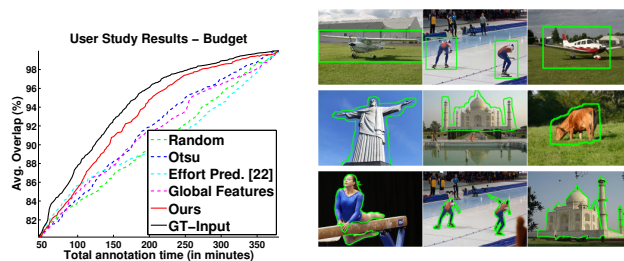 User Study Results – Budget
Avg. Overlap (%)
98
96
94
92
90
88
86
84
82
Random
Otsu
Effort Pred. [22]
Global Features
Ours
GT–Input
50 100 150 200 250 300 350
Total annotation time (in minutes)